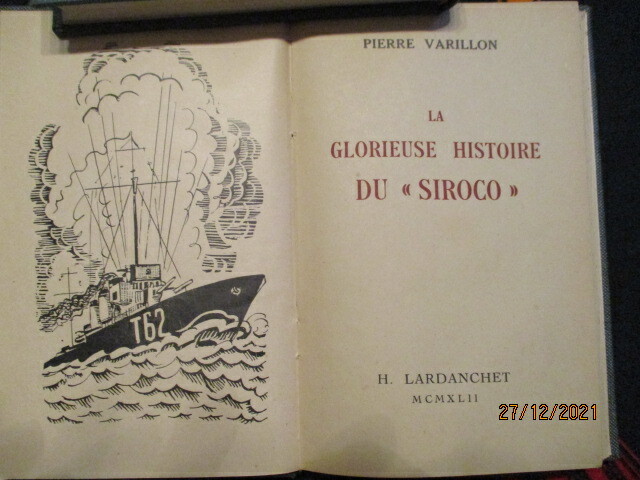 T62
PIERRE VARILLON
LA
GLORIEUSE HISTOIRE
DU « SIROCO »
H. LARDANCHET
MCMXLII
27/12/2021